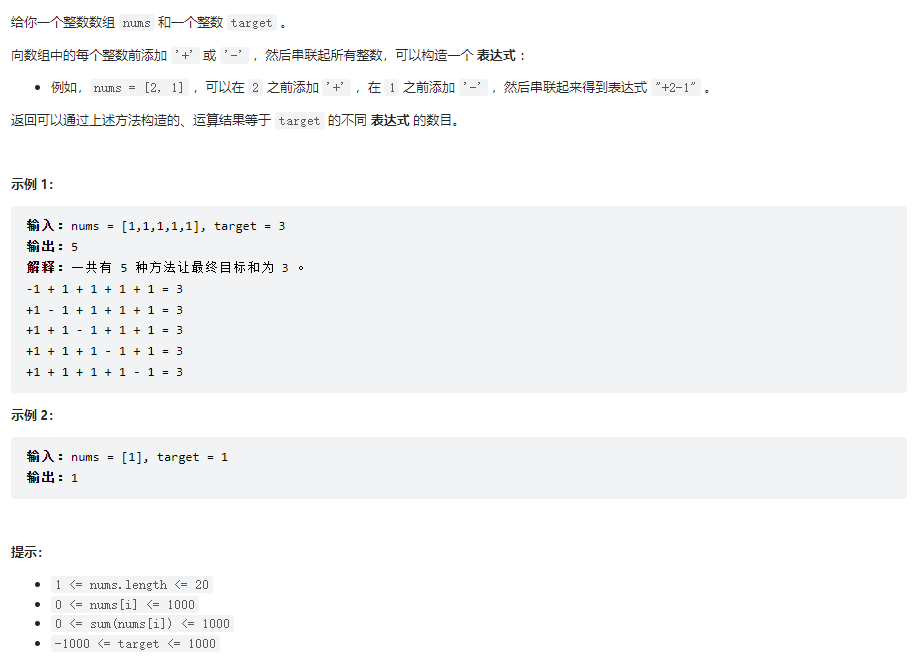 给你一个整数数组 nums 和一个整数 target 。
向数组中的每个整数前添加 '+' 或 '-' ，然后串联起所有整数，可以构造一个 表达式 ：
• 例如，nums = [2, 1] ，可以在 2 之前添加 '+' ，在 1 之前添加 '-' ，然后串联起来得到表达式 "+2-1" 。
返回可以通过上述方法构造的、运算结果等于 target 的不同 表达式 的数目。
示例 1：
输入：nums = [1,1,1,1,1], target = 3
输出：5
解释：一共有 5 种方法让最终目标和为 3 。
-1 + 1 + 1 + 1 + 1 = 3
+1 - 1 + 1 + 1 + 1 = 3
+1 + 1 - 1 + 1 + 1 = 3
+1 + 1 + 1 - 1 + 1 = 3
+1 + 1 + 1 + 1 - 1 = 3
示例 2：
输入：nums = [1], target = 1
输出：1
提示：
• 1 <= nums.length <= 20
• 0 <= nums[i] <= 1000
• 0 <= sum(nums[i]) <= 1000
• -1000 <= target <= 1000